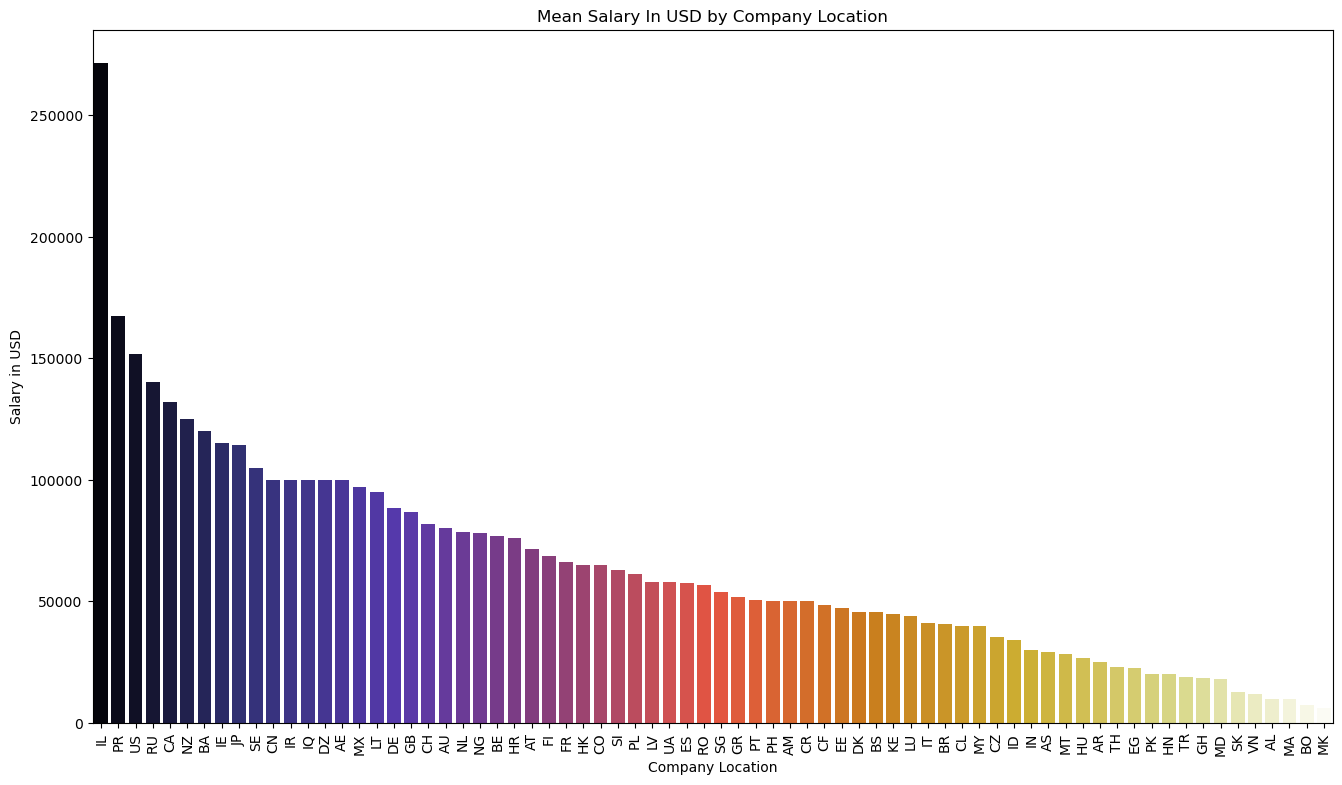 Mean Salary In USD by Company Location
250000
200000
150000
100000
50000
0
Salary in USD
IL PR US RU CA NZ BA IE JP SE CN IR IQ DZ AE MX LT DE GB CH AU NL NG BE HR AT FI FR HK CO SI PL LV UA ES RO SG GR PT PH AM CR CF EE DK BS KE LU IT BR CL MY CZ ID IN AS MT HU AR TH EG PK HN TR GH MD SK VN AL MA BO MK
Company Location